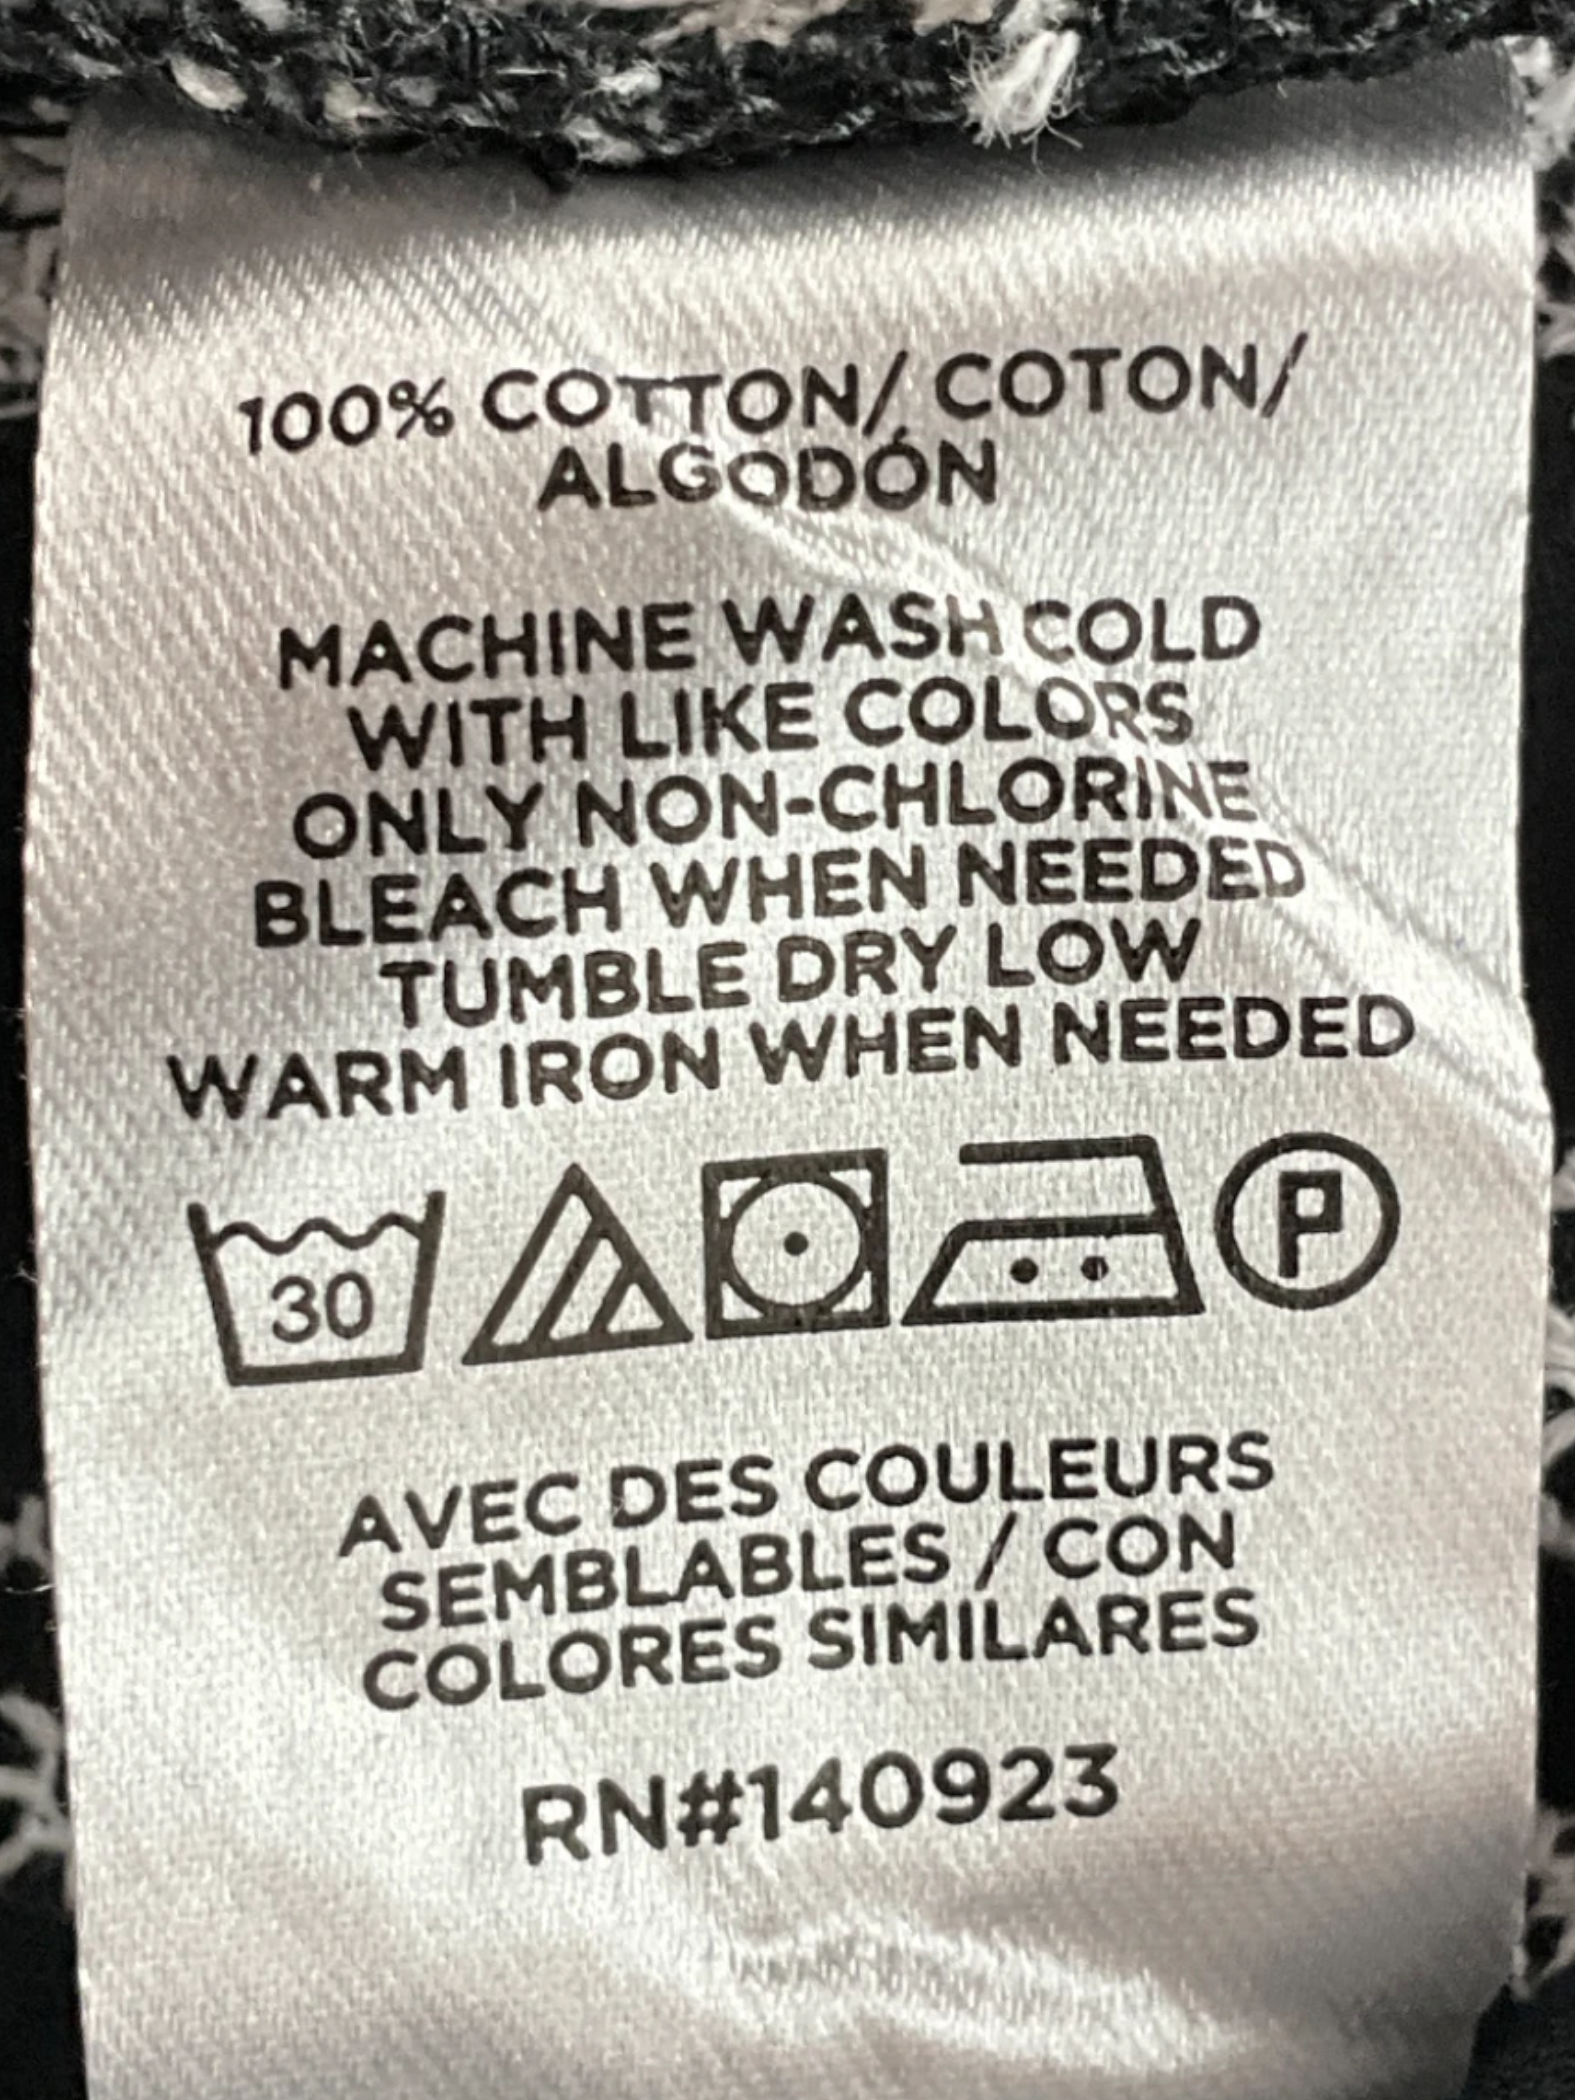 100% COTTON/ COTON/
ALGODÓN
MACHINE WASH COLD
WITH LIKE COLORS
ONLY NON-CHLORINE
BLEACH WHEN NEEDED
TUMBLE DRY LOW
WARM IRON WHEN NEEDED
30 P
AVEC DES COULEURS
SEMBLABLES / CON
COLORES SIMILARES
RN#140923